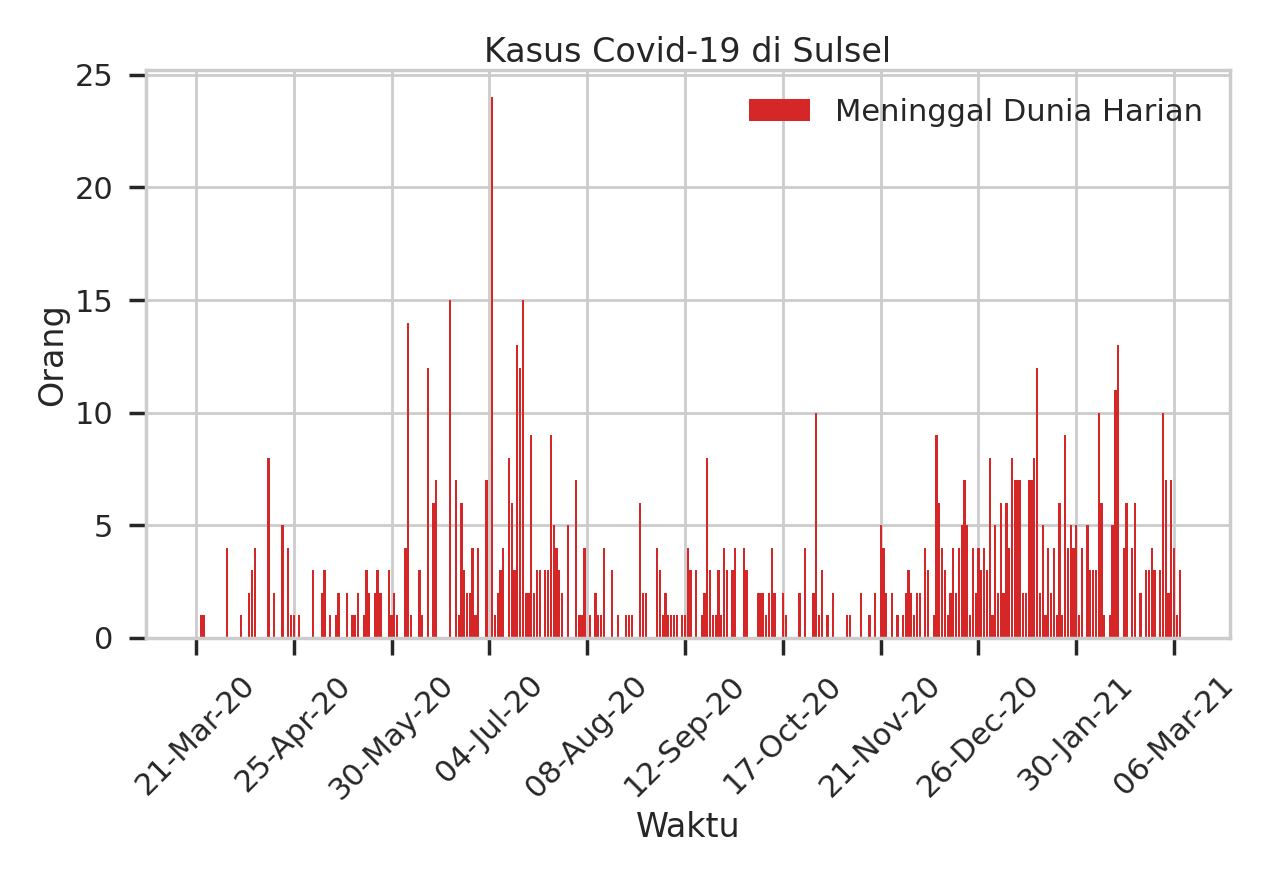 Kasus Covid-19 di Sulsel
Meninggal Dunia Harian
Orang
25
20
15
10
5
0
21-Mar-20
25-Apr-20
30-May-20
04-Jul-20
08-Aug-20
12-Sep-20
17-Oct-20
21-Nov-20
26-Dec-20
30-Jan-21
06-Mar-21
Waktu